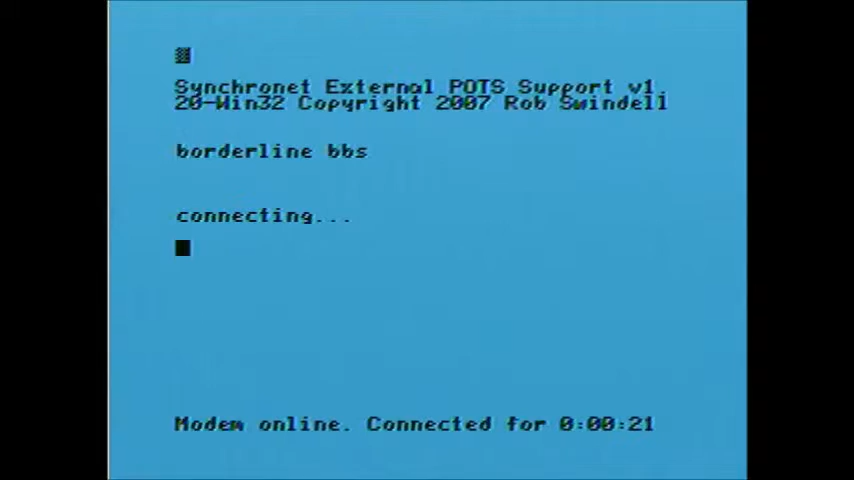 Synchronet External POTS Support v1.
20-Win32 Copyright 2007 Rob Swindell
borderline bbs
connecting...
Modem online. Connected for 0:00:21